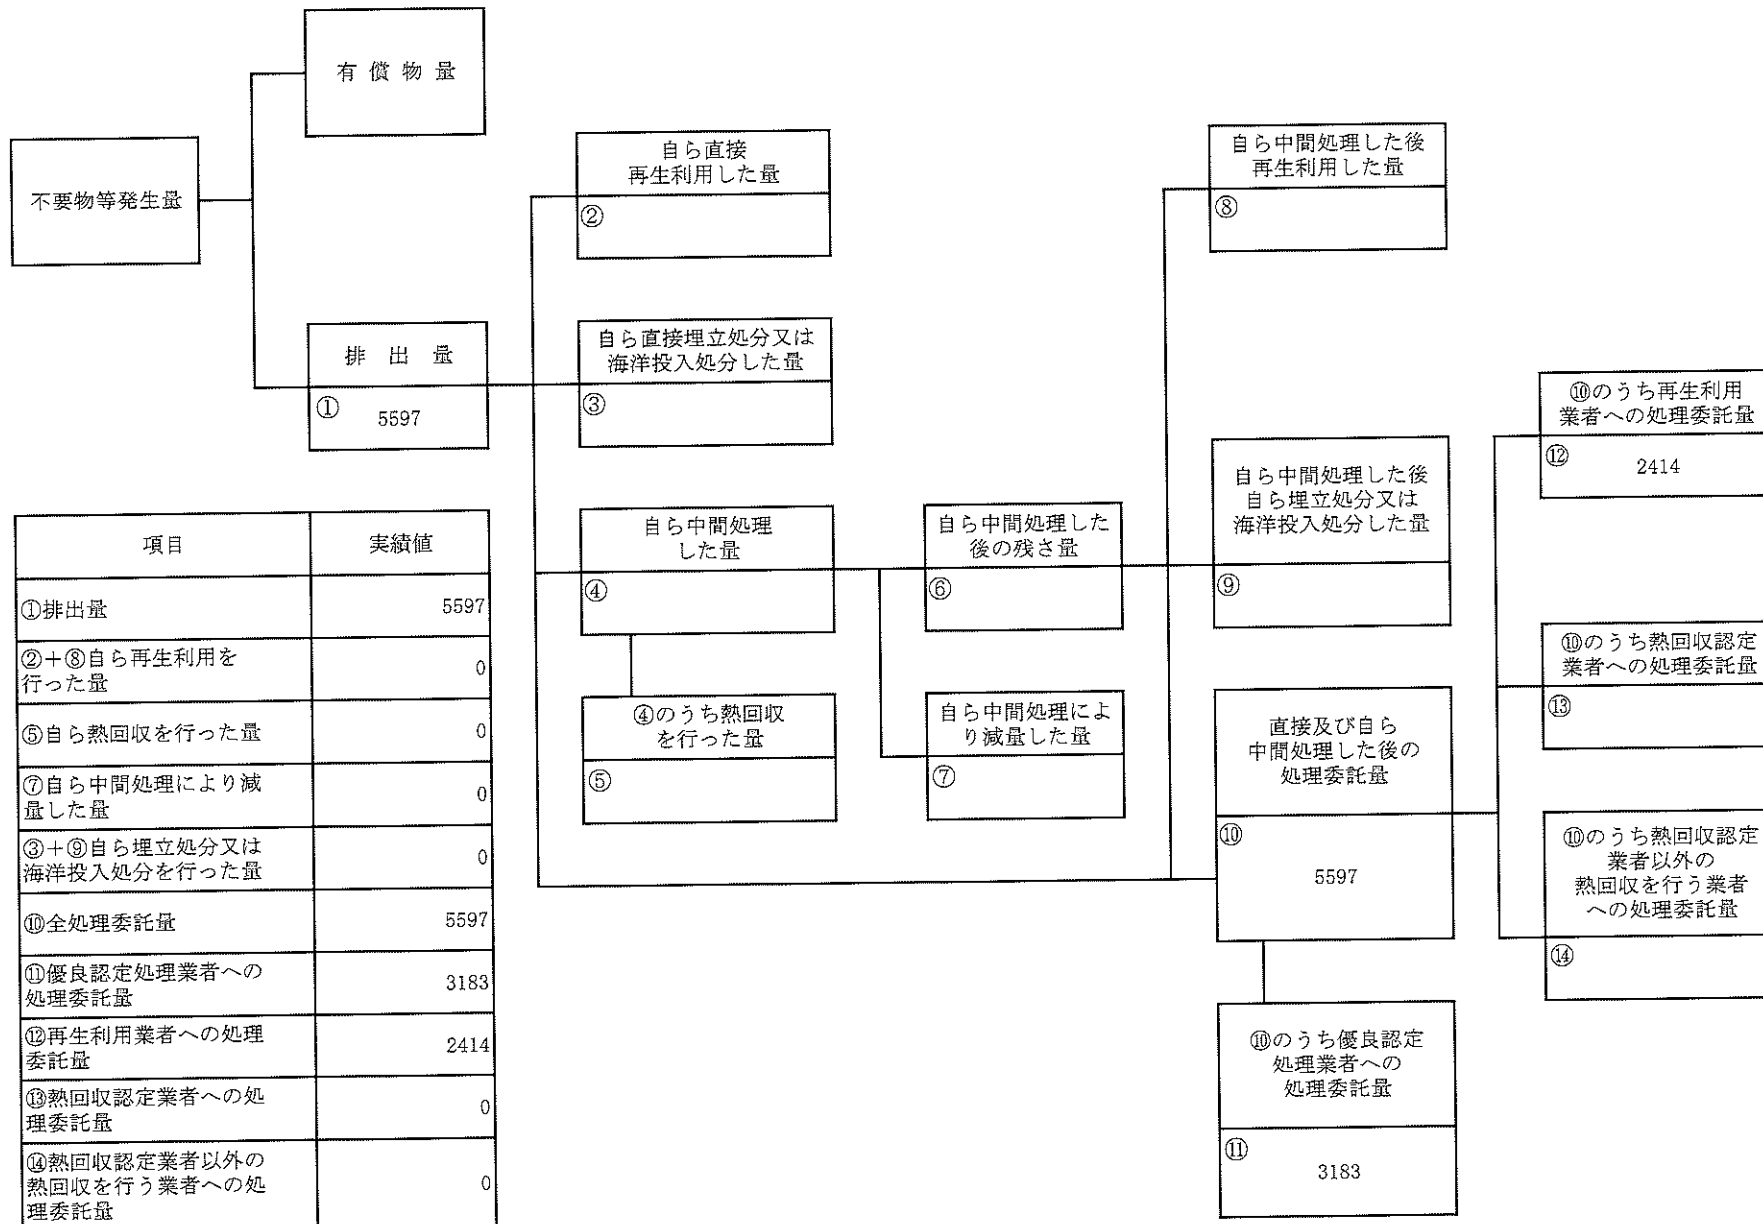 有 償 物 量
不要物等発生量
排 出 量
①
5597
自ら直接
再生利用した量
②
自ら直接埋立処分又は
海洋投入処分した量
③
自ら中間処理
した量
④
④のうち熱回収
を行った量
⑤
自ら中間処理した
後の残さ量
⑥
自ら中間処理によ
り減量した量
⑦
自ら中間処理した後
再生利用した量
⑧
自ら中間処理した後
自ら埋立処分又は
海洋投入処分した量
⑨
直接及び自ら
中間処理した後の
処理委託量
⑩
5597
⑩のうち優良認定
処理業者への
処理委託量
⑪
3183
⑩のうち再生利用
業者への処理委託量
⑫
2414
⑩のうち熱回収認定
業者への処理委託量
⑬
⑩のうち熱回収認定
業者以外の
熱回収を行う業者
への処理委託量
⑭
項目 実績値
①排出量 5597
②+⑧自ら再生利用を
行った量 0
⑤自ら熱回収を行った量 0
⑦自ら中間処理により減
量した量 0
③+⑨自ら埋立処分又は
海洋投入処分を行った量 0
⑩全処理委託量 5597
⑪優良認定処理業者への
処理委託量 3183
⑫再生利用業者への処理
委託量 2414
⑬熱回収認定業者への処
理委託量 0
⑭熱回収認定業者以外の
熱回収を行う業者への処
理委託量 0